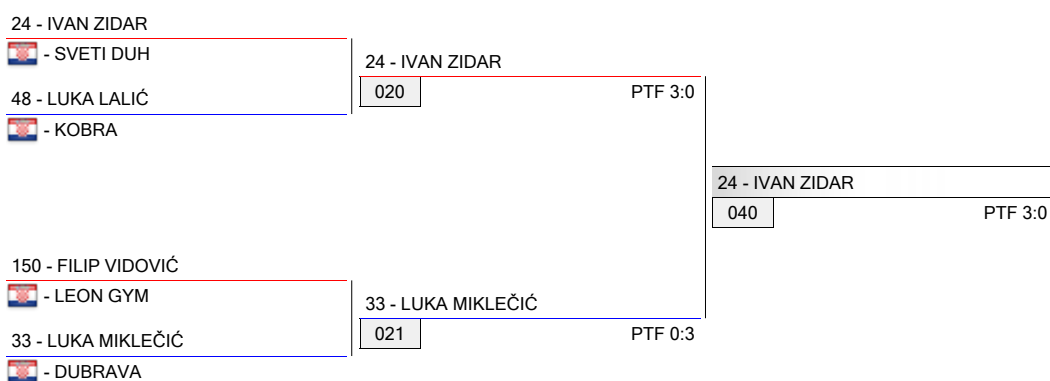 24 - IVAN ZIDAR
- SVETI DUH
48 - LUKA LALIĆ
- KOBRA
24 - IVAN ZIDAR
020 PTF 3:0
24 - IVAN ZIDAR
040 PTF 3:0
150 - FILIP VIDOVIĆ
- LEON GYM
33 - LUKA MIKLEČIĆ
- DUBRAVA
33 - LUKA MIKLEČIĆ
021 PTF 0:3